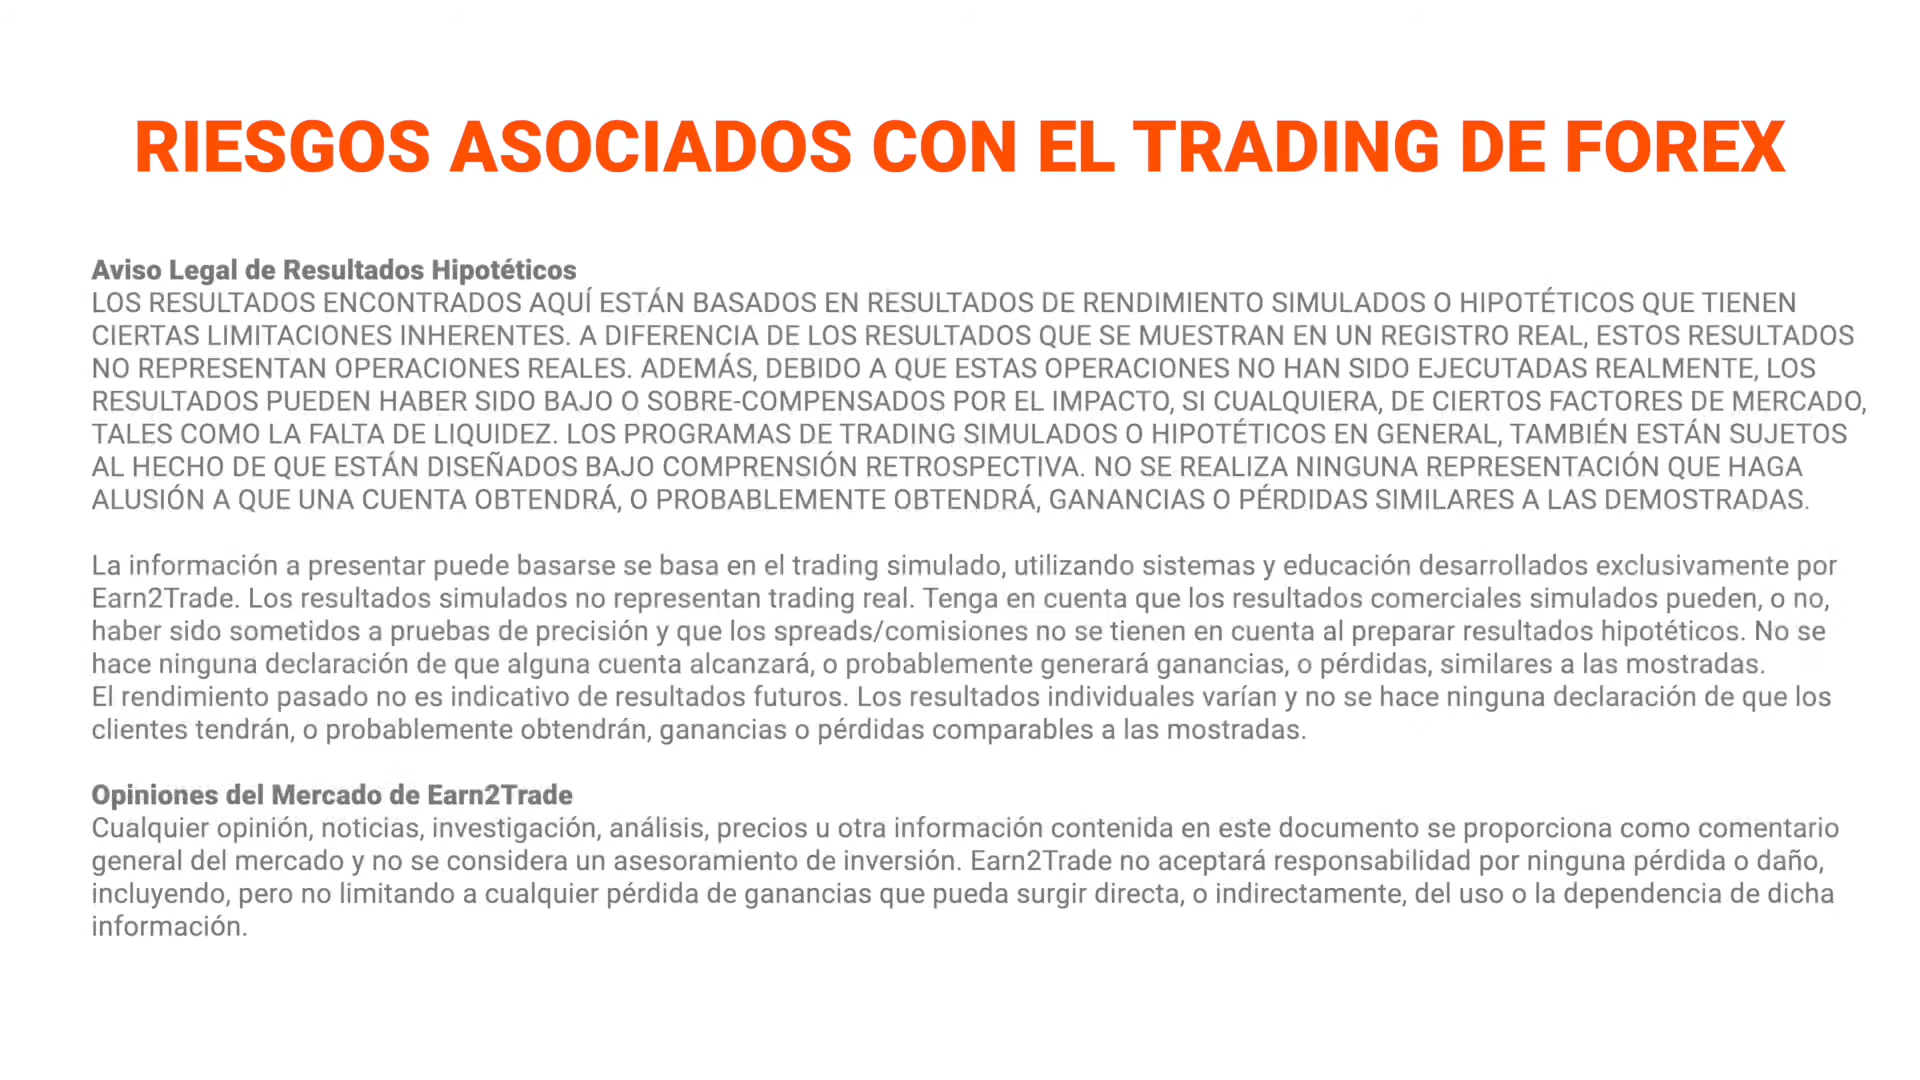 RIESGOS ASOCIADOS CON EL TRADING DE FOREX
Aviso Legal de Resultados Hipotéticos
LOS RESULTADOS ENCONTRADOS AQUÍ ESTÁN BASADOS EN RESULTADOS DE RENDIMIENTO SIMULADOS O HIPOTÉTICOS QUE TIENEN
CIERTAS LIMITACIONES INHERENTES. A DIFERENCIA DE LOS RESULTADOS QUE SE MUESTRAN EN UN REGISTRO REAL, ESTOS RESULTADOS
NO REPRESENTAN OPERACIONES REALES. ADEMÁS, DEBIDO A QUE ESTAS OPERACIONES NO HAN SIDO EJECUTADAS REALMENTE, LOS
RESULTADOS PUEDEN HABER SIDO BAJO O SOBRE-COMPENSADOS POR EL IMPACTO, SI CUALQUIERA, DE CIERTOS FACTORES DE MERCADO,
TALES COMO LA FALTA DE LIQUIDEZ. LOS PROGRAMAS DE TRADING SIMULADOS O HIPOTÉTICOS EN GENERAL, TAMBIÉN ESTÁN SUJETOS
AL HECHO DE QUE ESTÁN DISEÑADOS BAJO COMPRENSIÓN RETROSPECTIVA. NO SE REALIZA NINGUNA REPRESENTACIÓN QUE HAGA
ALUSIÓN A QUE UNA CUENTA OBTENDRÁ, O PROBABLEMENTE OBTENDRÁ, GANANCIAS O PÉRDIDAS SIMILARES A LAS DEMOSTRADAS.
La información a presentar puede basarse se basa en el trading simulado, utilizando sistemas y educación desarrollados exclusivamente por
Earn2Trade. Los resultados simulados no representan trading real. Tenga en cuenta que los resultados comerciales simulados pueden, o no,
haber sido sometidos a pruebas de precisión y que los spreads/comisiones no se tienen en cuenta al preparar resultados hipotéticos. No se
hace ninguna declaración de que alguna cuenta alcanzará, o probablemente generará ganancias, o pérdidas, similares a las mostradas.
El rendimiento pasado no es indicativo de resultados futuros. Los resultados individuales varían y no se hace ninguna declaración de que los
clientes tendrán, o probablemente obtendrán, ganancias o pérdidas comparables a las mostradas.
Opiniones del Mercado de Earn2Trade
Cualquier opinión, noticias, investigación, análisis, precios u otra información contenida en este documento se proporciona como comentario
general del mercado y no se considera un asesoramiento de inversión. Earn2Trade no aceptará responsabilidad por ninguna pérdida o daño,
incluyendo, pero no limitando a cualquier pérdida de ganancias que pueda surgir directa, o indirectamente, del uso o la dependencia de dicha
información.